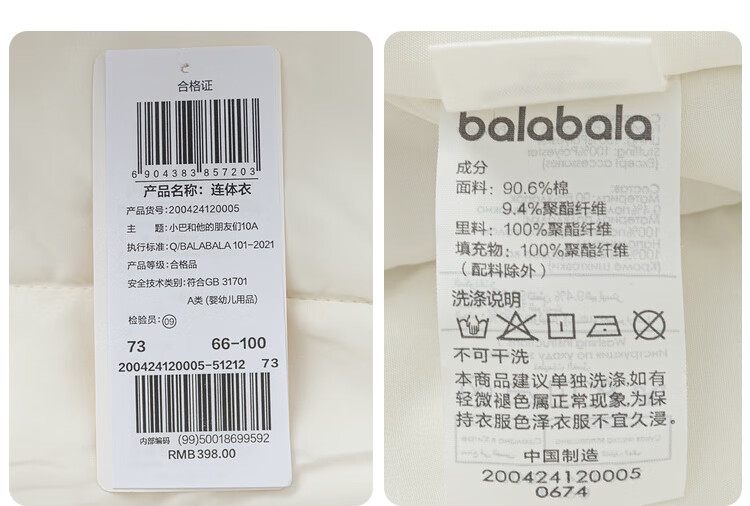 合格证
6904383857203
产品名称：连体衣
产品货号：200424120005
主 题：小巴和他的朋友们10A
执行标准：Q/BALABALA 101-2021
产品等级：合格品
安全技术类别：符合GB 31701
A类 (婴幼儿用品)
检验员：09
73 66-100
200424120005-51212 73
内部编码 (99)50018699592
RMB398.00
balabala
成分
面料：90.6%棉
9.4%聚酯纤维
里料：100%聚酯纤维
填充物：100%聚酯纤维
（配料除外）
洗涤说明
不可干洗
本商品建议单独洗涤,如有
轻微褪色属正常现象,为保
持衣服色泽,衣服不宜久浸。
中国制造
200424120005
0674